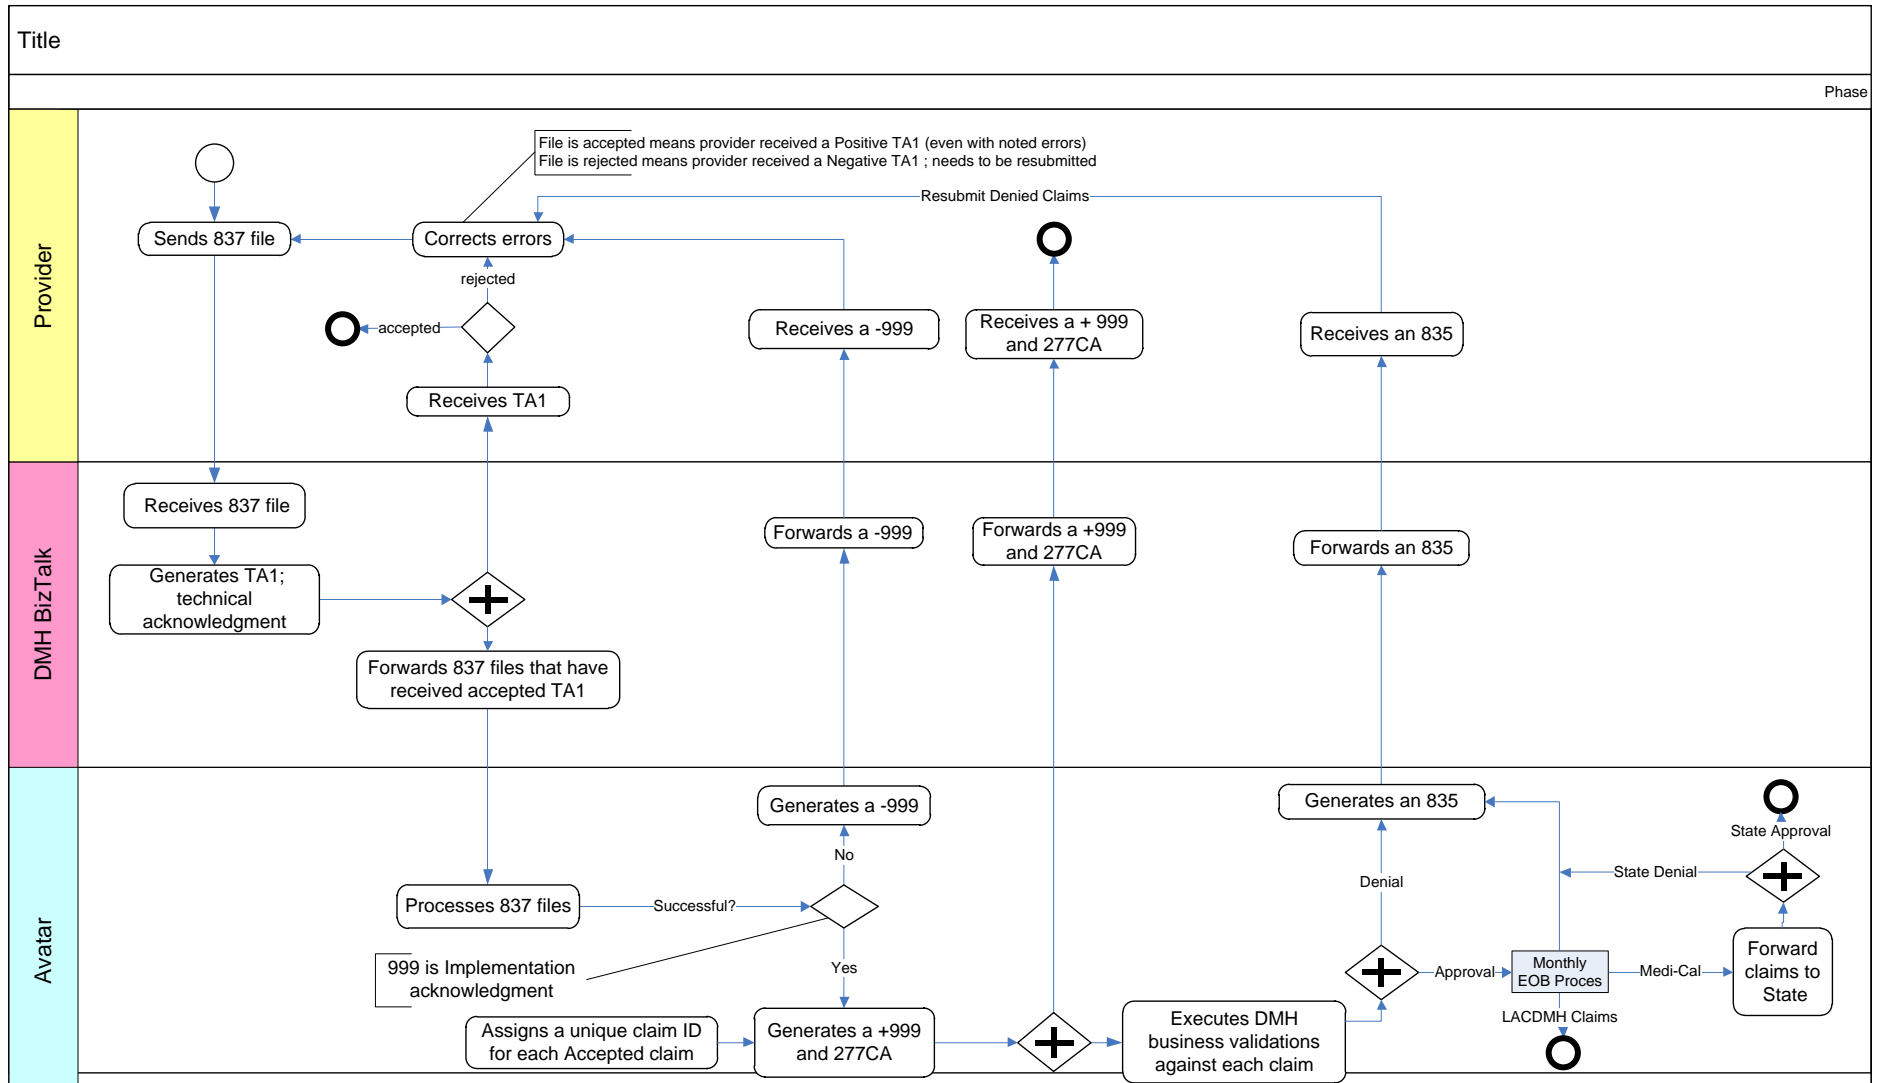 Title
Phase
Provider
File is accepted means provider received a Positive TA1 (even with noted errors)
File is rejected means provider received a Negative TA1 ; needs to be resubmitted
Resubmit Denied Claims
Sends 837 file
Corrects errors
rejected
accepted
Receives a -999
Receives a + 999
and 277CA
Receives an 835
Receives TA1
DMH BizTalk
Receives 837 file
Generates TA1;
technical
acknowledgment
Forwards a -999
Forwards a +999
and 277CA
Forwards an 835
Forwards 837 files that have
received accepted TA1
Avatar
Generates a -999
Generates an 835
State Approval
No
State Denial
Denial
Processes 837 files
Successful?
999 is Implementation
acknowledgment
Yes
Approval
Monthly
EOB Proces
Medi-Cal
Forward
claims to
State
LACDMH Claims
Assigns a unique claim ID
for each Accepted claim
Generates a +999
and 277CA
Executes DMH
business validations
against each claim